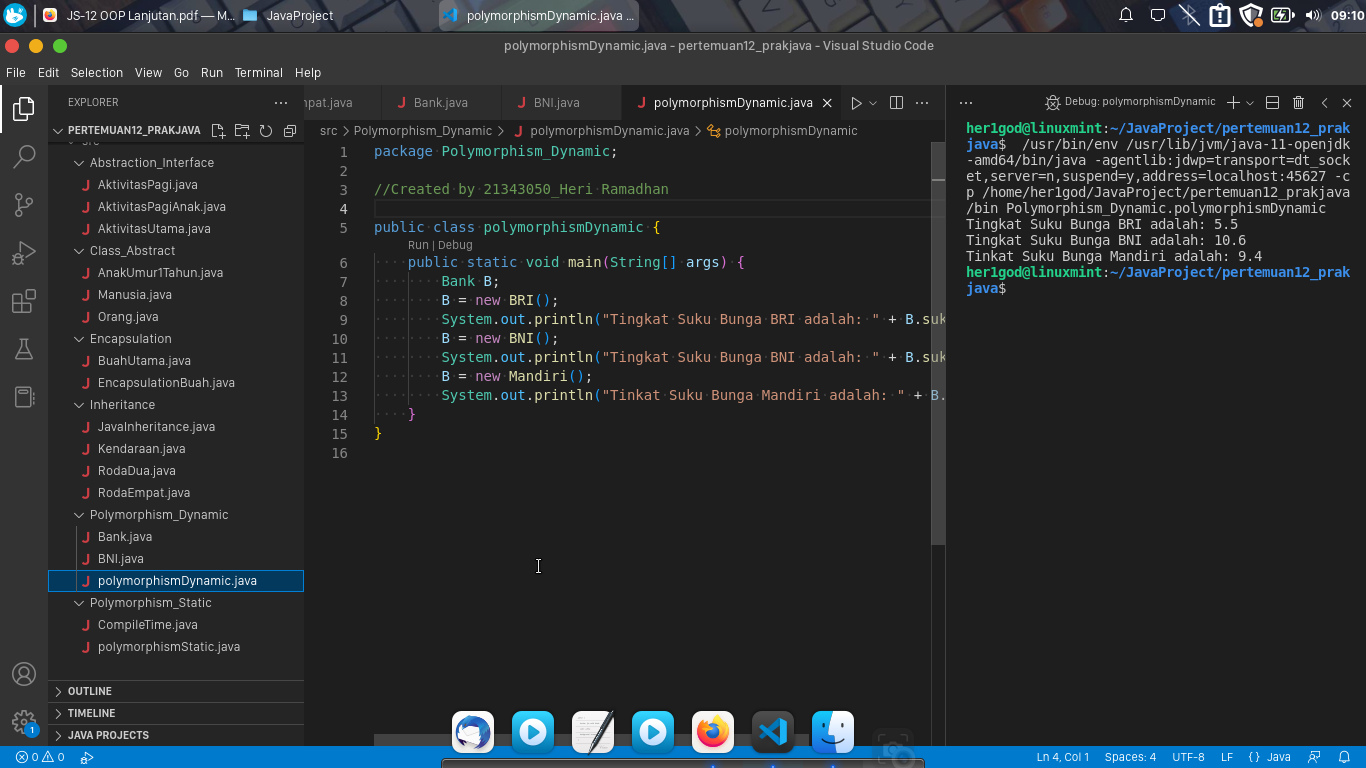 JS-12 OOP Lanjutan.pdf — M...
JavaProject
polymorphismDynamic.java ...
09:10
polymorphismDynamic.java - pertemuan12_prakjava - Visual Studio Code
File Edit Selection View Go Run Terminal Help
EXPLORER
PERTEMUAN12_PRAKJAVA
src
Abstraction_Interface
AktivitasPagi.java
AktivitasPagiAnak.java
AktivitasUtama.java
Class_Abstract
AnakUmur1Tahun.java
Manusia.java
Orang.java
Encapsulation
BuahUtama.java
EncapsulationBuah.java
Inheritance
JavaInheritance.java
Kendaraan.java
RodaDua.java
RodaEmpat.java
Polymorphism_Dynamic
Bank.java
BNI.java
polymorphismDynamic.java
Polymorphism_Static
CompileTime.java
polymorphismStatic.java
OUTLINE
TIMELINE
JAVA PROJECTS
npat.java
Bank.java
BNI.java
polymorphismDynamic.java
src > Polymorphism_Dynamic > J polymorphismDynamic.java > polymorphismDynamic
1 package Polymorphism_Dynamic;
2
3 //Created by 21343050_Heri Ramadhan
4
5 public class polymorphismDynamic {
Run | Debug
6 public static void main(String[] args) {
7 Bank B;
8 B = new BRI();
9 System.out.println("Tingkat Suku Bunga BRI adalah: " + B.suk
10 B = new BNI();
11 System.out.println("Tingkat Suku Bunga BNI adalah: " + B.suk
12 B = new Mandiri();
13 System.out.println("Tinkat Suku Bunga Mandiri adalah: " + B.
14 }
15 }
16
Debug: polymorphismDynamic
her1god@linuxmint:~/JavaProject/pertemuan12_prak
java$ /usr/bin/env /usr/lib/jvm/java-11-openjdk
-amd64/bin/java -agentlib:jdwp=transport=dt_sock
et,server=n,suspend=y,address=localhost:45627 -c
p /home/her1god/JavaProject/pertemuan12_prakjava
/bin Polymorphism_Dynamic.polymorphismDynamic
Tingkat Suku Bunga BRI adalah: 5.5
Tingkat Suku Bunga BNI adalah: 10.6
Tinkat Suku Bunga Mandiri adalah: 9.4
her1god@linuxmint:~/JavaProject/pertemuan12_prak
java$
1
0 0
Ln 4, Col 1 Spaces: 4 UTF-8 LF {} Java